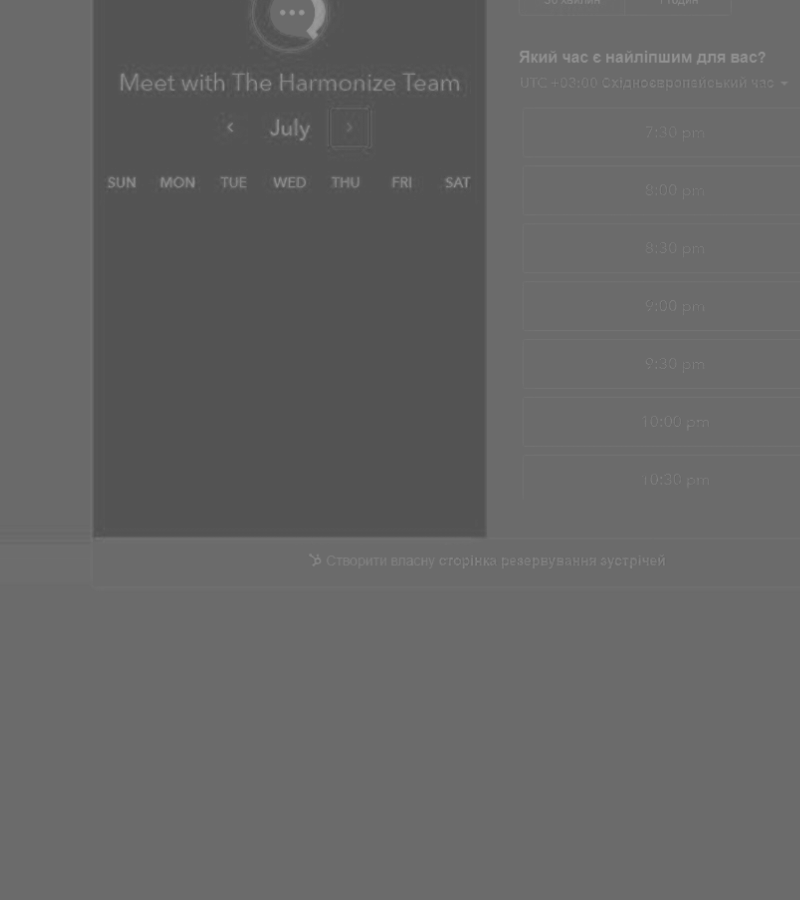 Meet with The Harmonize Team
July
SUN MON TUE WED THU FRI SAT
30 хвилин 1 годин
Який час є найліпшим для вас?
UTC +03:00 Східноєвропейський час
7:30 pm
8:00 pm
8:30 pm
9:00 pm
9:30 pm
10:00 pm
10:30 pm
Створити власну сторінка резервування зустрічей